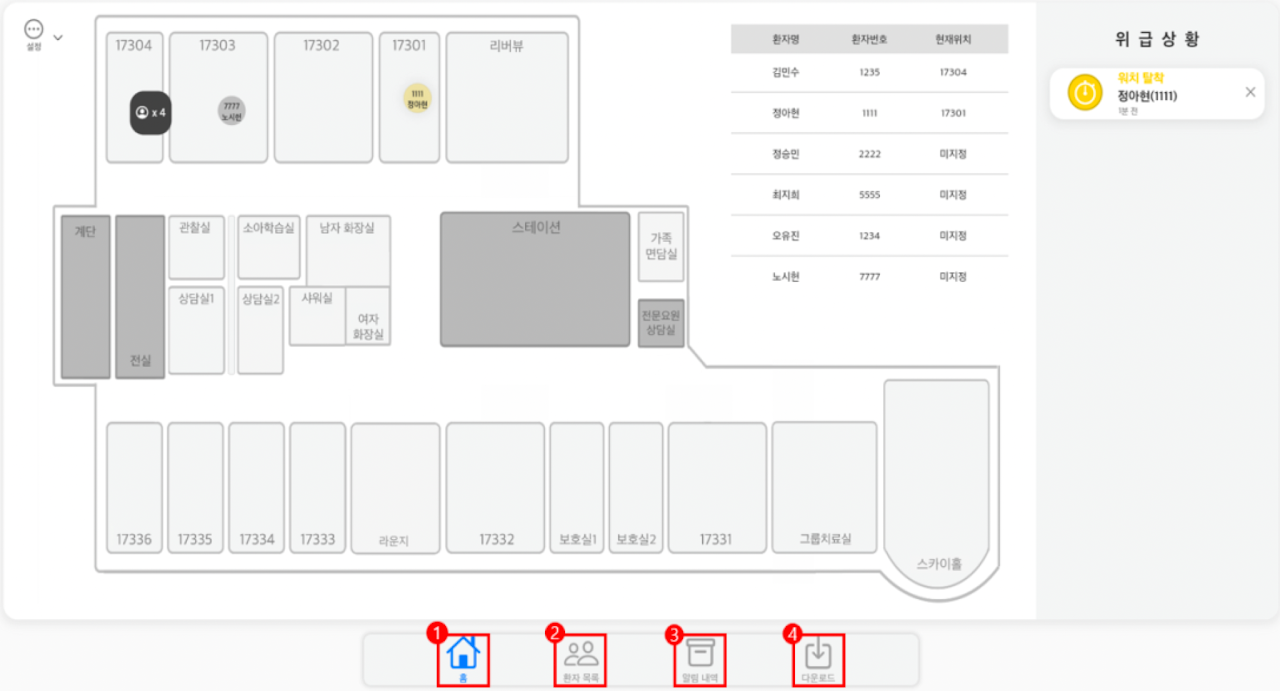 설정
17304
17303
17302
17301
리버뷰
x 4
7777
노시현
1111
정아현
계단
전실
관찰실
소아학습실
남자 화장실
상담실1
상담실2
샤워실
여자
화장실
스테이션
가족
면담실
전문요원
상담실
17336
17335
17334
17333
라운지
17332
보호실1
보호실2
17331
그룹치료실
스카이홀
환자명 환자번호 현재위치
김민수 1235 17304
정아현 1111 17301
정승민 2222 미지정
최지희 5555 미지정
오유진 1234 미지정
노시현 7777 미지정
위급상황
워치 탈착
정아현(1111)
1분 전
1
홈
2
환자 목록
3
알림 내역
4
다운로드